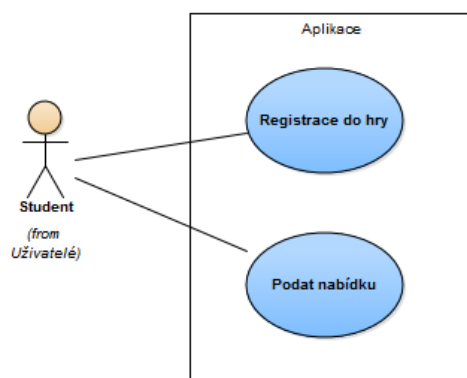 Aplikace
Registrace do hry
Student
(from
Uživatelé)
Podat nabídku